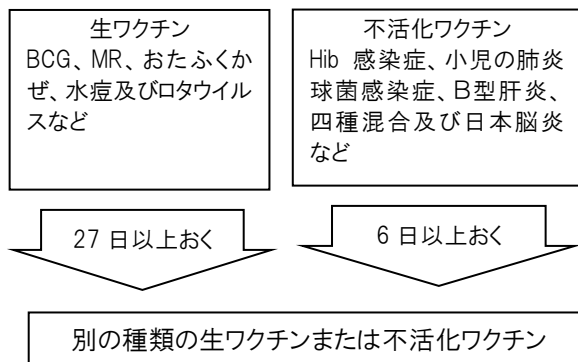 生ワクチン
BCG、MR、おたふくか
ぜ、水痘及びロタウイル
スなど
不活化ワクチン
Hib 感染症、小児の肺炎
球菌感染症、B型肝炎、
四種混合及び日本脳炎
など
27 日以上おく
6 日以上おく
別の種類の生ワクチンまたは不活化ワクチン